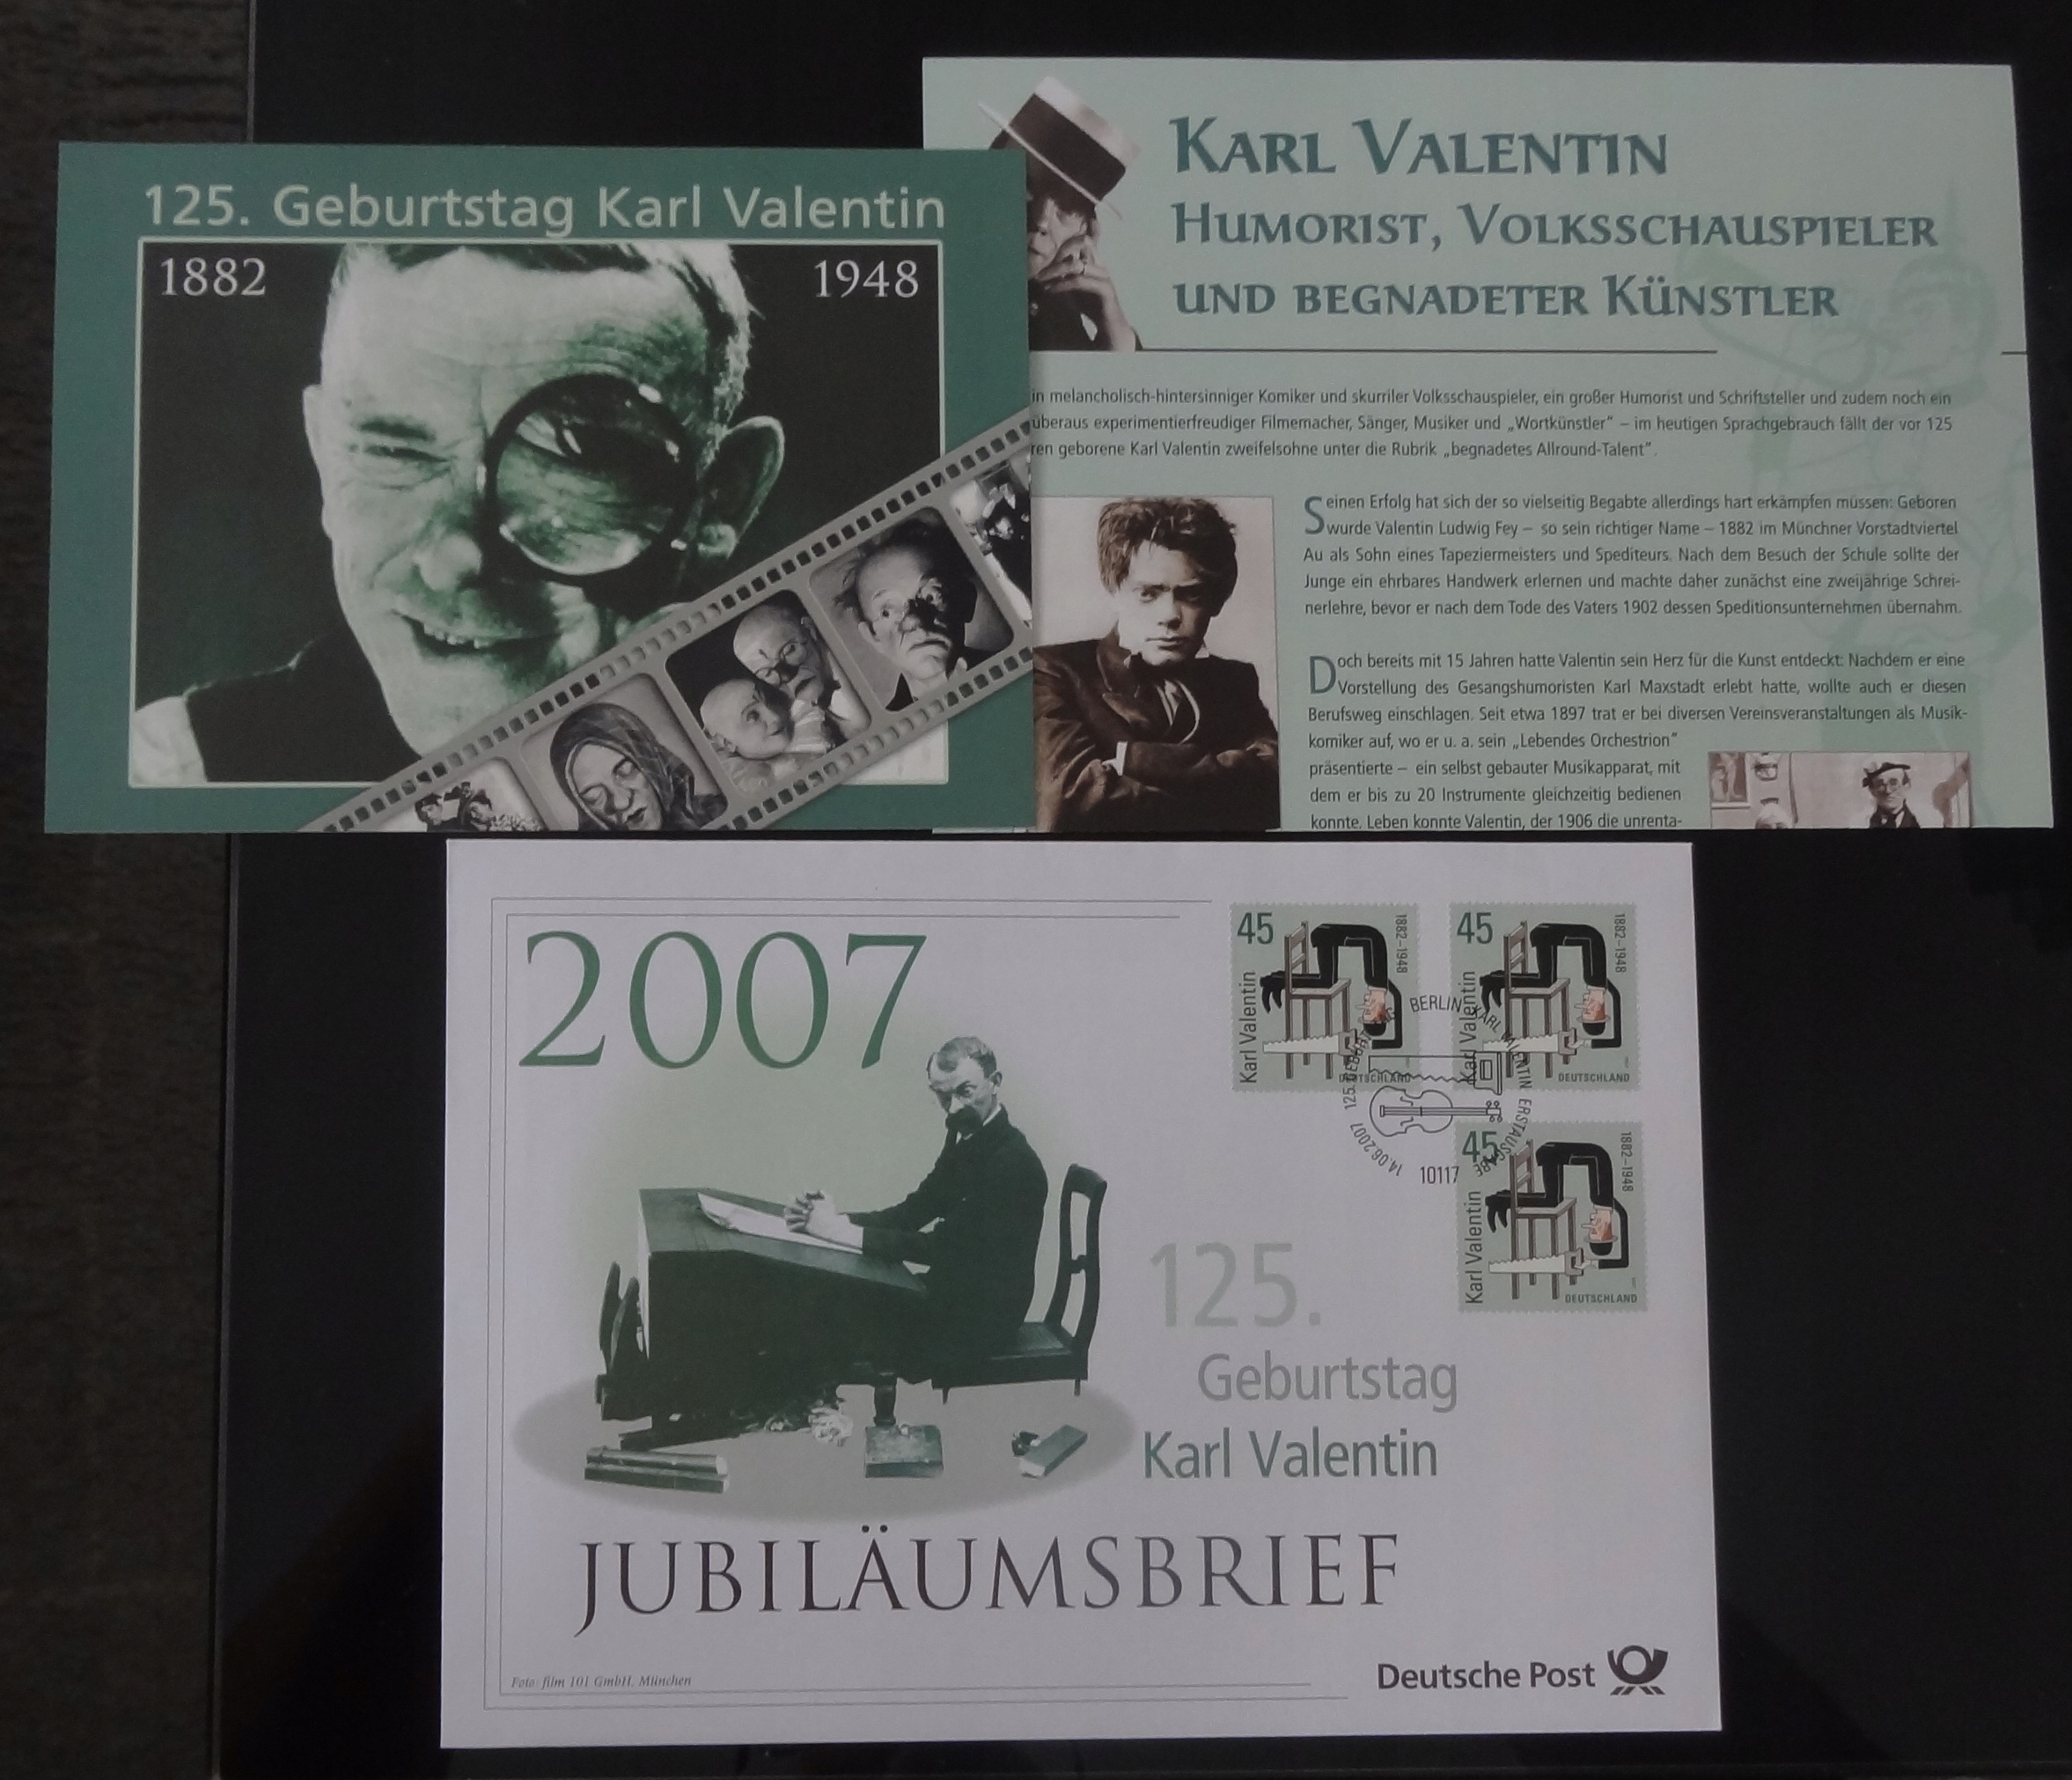 125. Geburtstag Karl Valentin
1882
1948
KARL VALENTIN
HUMORIST, VOLKSSCHAUSPIELER
UND BEGNADETER KÜNSTLER
in melancholisch-hintersinniger Komiker und skurriler Volksschauspieler, ein großer Humorist und Schriftsteller und zudem noch ein
überaus experimentierfreudiger Filmemacher, Sänger, Musiker und „Wortkünstler" – im heutigen Sprachgebrauch fällt der vor 125
ren geborene Karl Valentin zweifelsohne unter die Rubrik „begnadetes Allround-Talent".
Seinen Erfolg hat sich der so vielseitig Begabte allerdings hart erkämpfen müssen: Geboren
wurde Valentin Ludwig Fey – so sein richtiger Name – 1882 im Münchner Vorstadtviertel
Au als Sohn eines Tapeziermeisters und Spediteurs. Nach dem Besuch der Schule sollte der
Junge ein ehrbares Handwerk erlernen und machte daher zunächst eine zweijährige Schrei-
nerlehre, bevor er nach dem Tode des Vaters 1902 dessen Speditionsunternehmen übernahm.
Doch bereits mit 15 Jahren hatte Valentin sein Herz für die Kunst entdeckt: Nachdem er eine
Vorstellung des Gesangshumoristen Karl Maxstadt erlebt hatte, wollte auch er diesen
Berufsweg einschlagen. Seit etwa 1897 trat er bei diversen Vereinsveranstaltungen als Musik-
komiker auf, wo er u. a. sein „Lebendes Orchestrion"
präsentierte – ein selbst gebauter Musikapparat, mit
dem er bis zu 20 Instrumente gleichzeitig bedienen
konnte. Leben konnte Valentin, der 1906 die unrenta-
2007
45
Karl Valentin
1882–1948
DEUTSCHLAND
45
Karl Valentin
1882–1948
DEUTSCHLAND
45
Karl Valentin
1882–1948
DEUTSCHLAND
BERLIN KARL VALENTIN ERSTAUSGABE
10117
14.06.2007 125. GEBURTSTAG
125.
Geburtstag
Karl Valentin
JUBILÄUMSBRIEF
Foto: film 101 GmbH, München
Deutsche Post